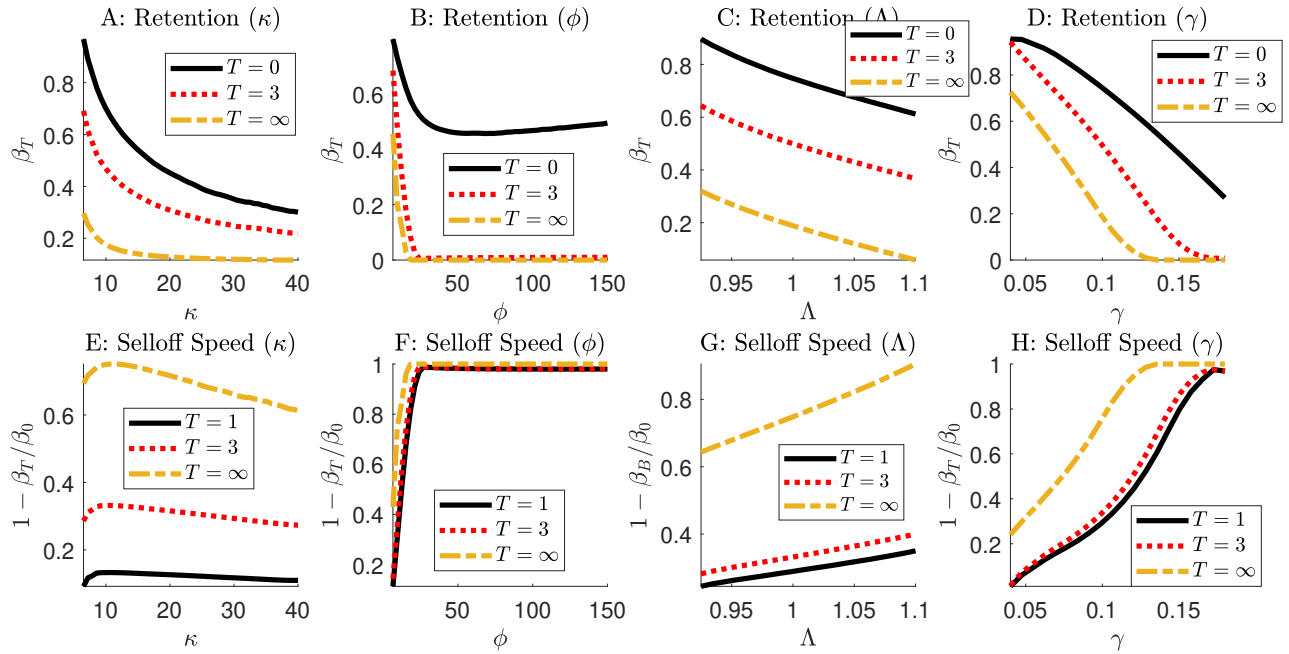 A: Retention (κ)
0.8
0.6
0.4
0.2
10
20
30
40
β_T
κ
T = 0
T = 3
T = ∞
B: Retention (ϕ)
0.6
0.4
0.2
0
50
100
150
β_T
ϕ
T = 0
T = 3
T = ∞
C: Retention (Λ)
0.8
0.6
0.4
0.2
0.95
1
1.05
1.1
β_T
Λ
T = 0
T = 3
T = ∞
D: Retention (γ)
0.8
0.6
0.4
0.2
0
0.05
0.1
0.15
β_T
γ
T = 0
T = 3
T = ∞
E: Selloff Speed (κ)
0.6
0.4
0.2
10
20
30
40
1 − β_T/β_0
κ
T = 1
T = 3
T = ∞
F: Selloff Speed (ϕ)
1
0.8
0.6
0.4
0.2
50
100
150
1 − β_T/β_0
ϕ
T = 1
T = 3
T = ∞
G: Selloff Speed (Λ)
0.8
0.6
0.4
0.95
1
1.05
1.1
1 − β_B/β_0
Λ
T = 1
T = 3
T = ∞
H: Selloff Speed (γ)
1
0.8
0.6
0.4
0.2
0.05
0.1
0.15
1 − β_T/β_0
γ
T = 1
T = 3
T = ∞